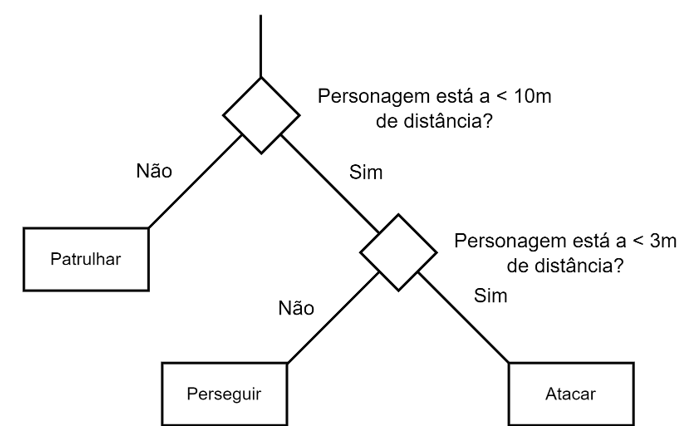 Personagem está a < 10m
de distância?
Não
Sim
Patrulhar
Personagem está a < 3m
de distância?
Não
Sim
Perseguir
Atacar